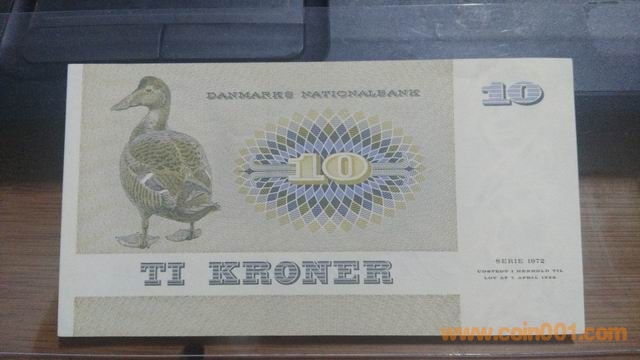 DANMARKS NATIONALBANK
10
10
TI KRONER
SERIE 1972
UDSTEDT I HENHOLD TIL
LOV AF 7. APRIL 1936
www.coin001.com